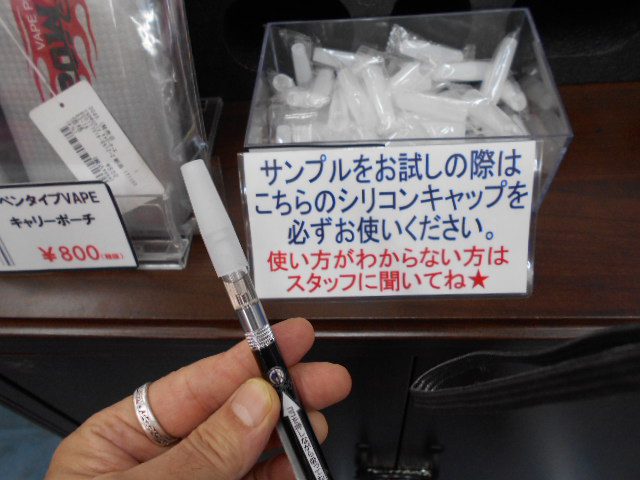 サンプルをお試しの際は
こちらのシリコンキャップを
必ずお使いください。
使い方がわからない方は
スタッフに聞いてね★
ペンタイプVAPE
キャリーポーチ
¥800
VAPE